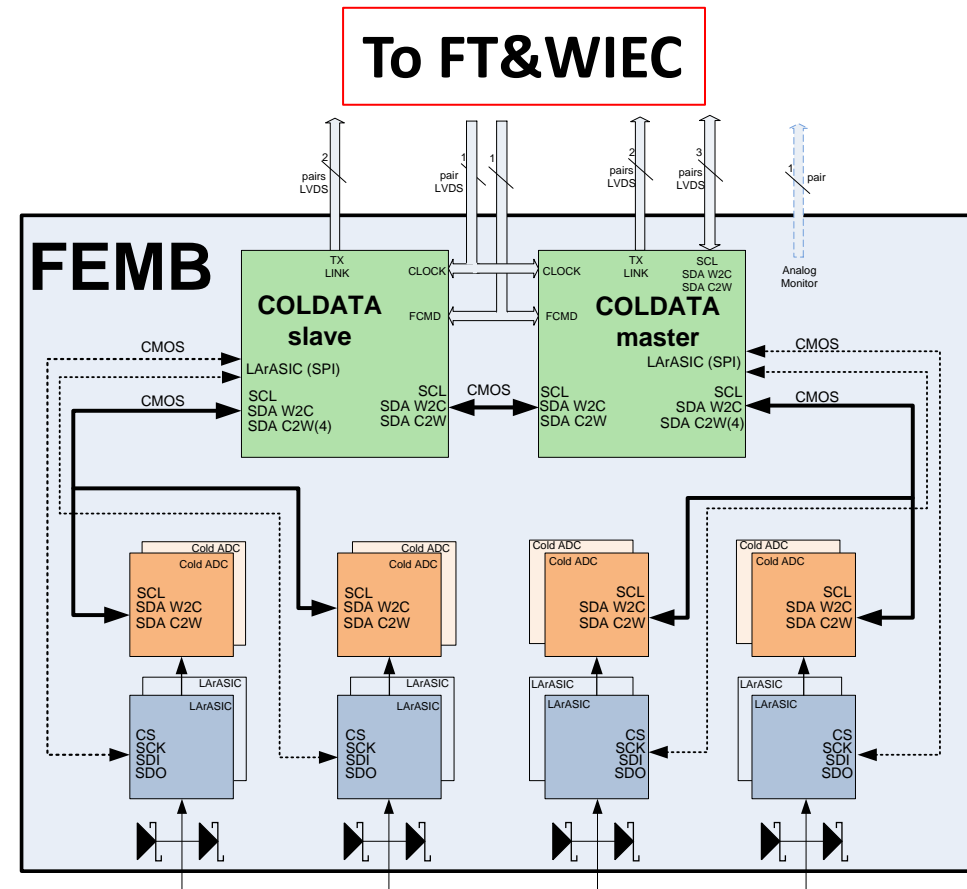 To FT&WIEC
2
pairs
LVDS
1
pair
LVDS
1
2
pairs
LVDS
3
pairs
LVDS
1
pair
FEMB
TX
LINK
CLOCK
COLDATA
slave
FCMD
LArASIC (SPI)
SCL
SDA W2C
SDA C2W(4)
SCL
SDA W2C
SDA C2W
CMOS
TX
LINK
SCL
SDA W2C
SDA C2W
CLOCK
COLDATA
master
FCMD
LArASIC (SPI)
SCL
SDA W2C
SDA C2W
SCL
SDA W2C
SDA C2W(4)
Analog
Monitor
CMOS
CMOS
CMOS
CMOS
Cold ADC
Cold ADC
SCL
SDA W2C
SDA C2W
Cold ADC
Cold ADC
SCL
SDA W2C
SDA C2W
Cold ADC
Cold ADC
SCL
SDA W2C
SDA C2W
Cold ADC
Cold ADC
SCL
SDA W2C
SDA C2W
LArASIC
LArASIC
CS
SCK
SDI
SDO
LArASIC
LArASIC
CS
SCK
SDI
SDO
LArASIC
LArASIC
CS
SCK
SDI
SDO
LArASIC
LArASIC
CS
SCK
SDI
SDO